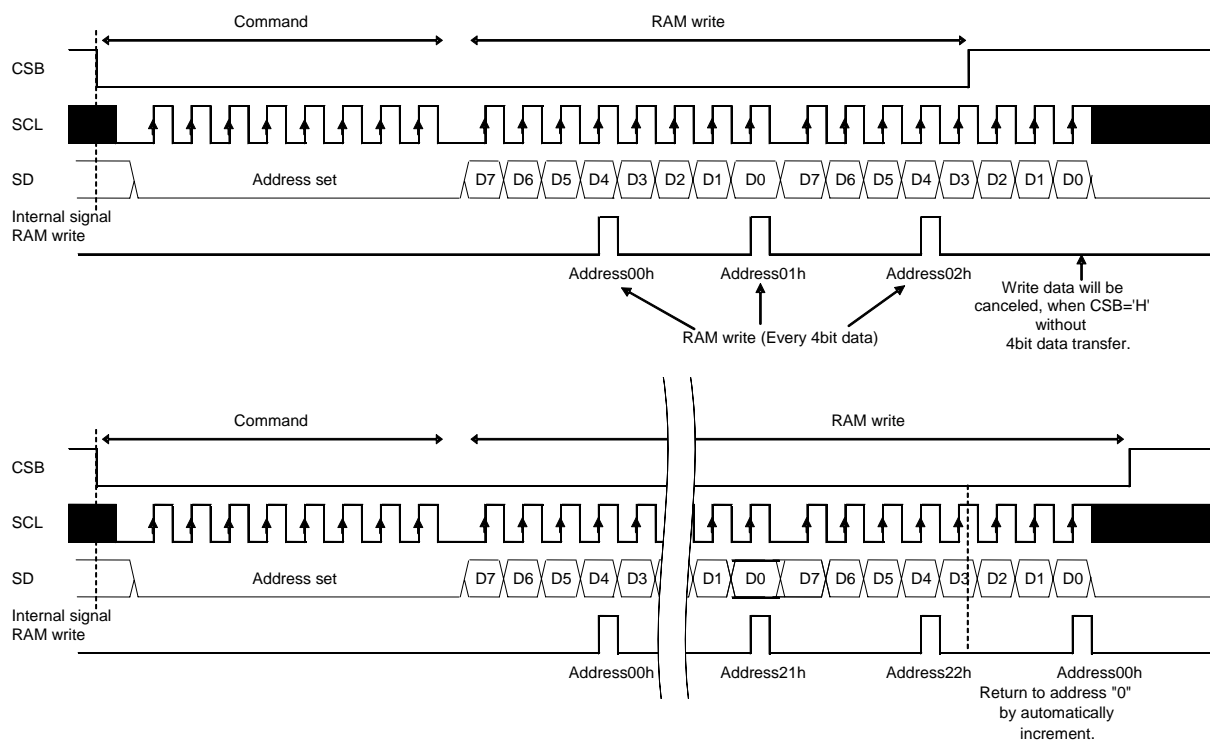 Command RAM write
CSB
SCL
SD Address set D7 D6 D5 D4 D3 D2 D1 D0 D7 D6 D5 D4 D3 D2 D1 D0
Internal signal
RAM write
Address00h Address01h Address02h
Write data will be
canceled, when CSB='H'
without
4bit data transfer.
RAM write (Every 4bit data)
Command RAM write
CSB
SCL
SD Address set D7 D6 D5 D4 D3 D1 D0 D7 D6 D5 D4 D3 D2 D1 D0
Internal signal
RAM write
Address00h Address21h Address22h Address00h
Return to address "0"
by automatically
increment.